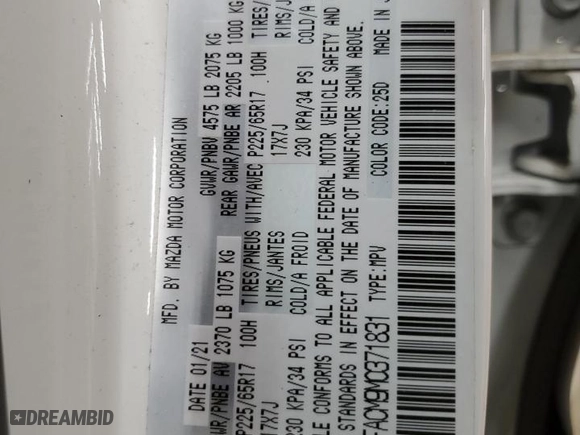 MFD. BY MAZDA MOTOR CORPORATION
DATE 01/21 GVWR/PNBV 4575 LB 2075 KG
GAWR/PNBE AV 2370 LB 1075 KG REAR GAWR/PNBE AR 2205 LB 1000 KG
P225/65R17 100H TIRES/PNEUS WITH/AVEC P225/65R17 100H TIRES/
17X7J RIMS/JANTES 17X7J RIMS/J
230 KPA/34 PSI COLD/A FROID 230 KPA/34 PSI COLD/A
LE CONFORMS TO ALL APPLICABLE FEDERAL MOTOR VEHICLE SAFETY AND
STANDARDS IN EFFECT ON THE DATE OF MANUFACTURE SHOWN ABOVE.
FACM9M0371831 TYPE:MPV COLOR CODE:25D MADE IN J
DREAMBID